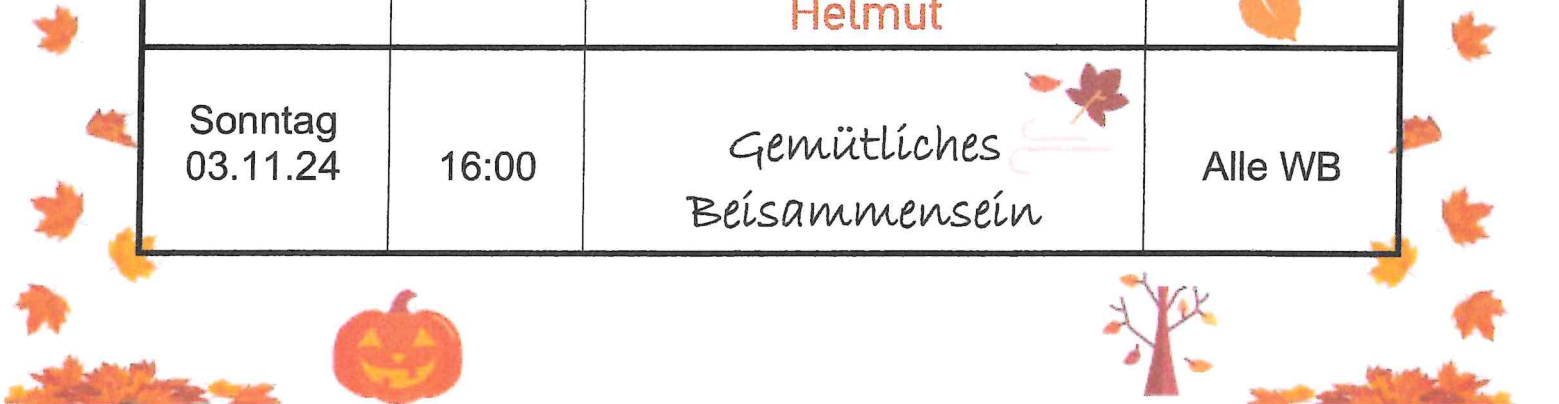 Helmut
Sonntag
03.11.24
16:00
Gemütliches
Beisammensein
Alle WB